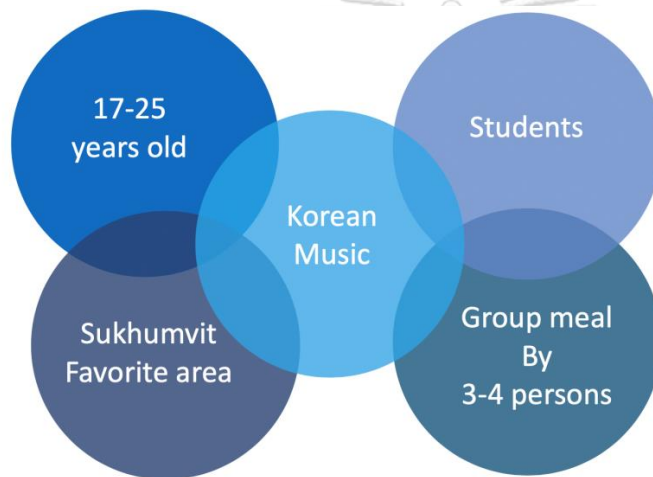 17-25
years old
Students
Korean
Music
Sukhumvit
Favorite area
Group meal
By
3-4 persons